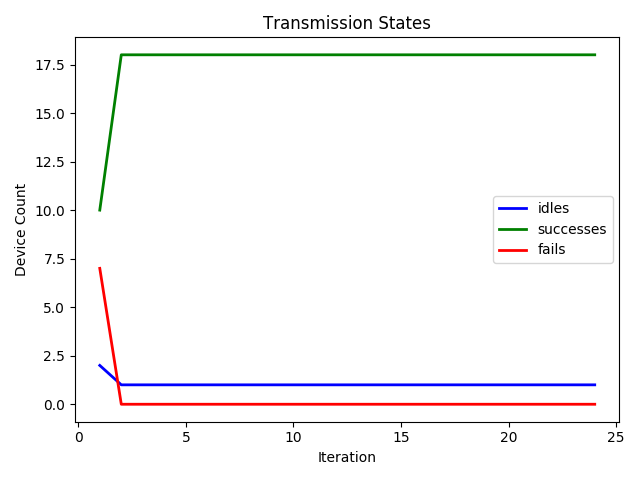 Transmission States
Device Count
17.5
15.0
12.5
10.0
7.5
5.0
2.5
0.0
idles
successes
fails
0 5 10 15 20 25
Iteration